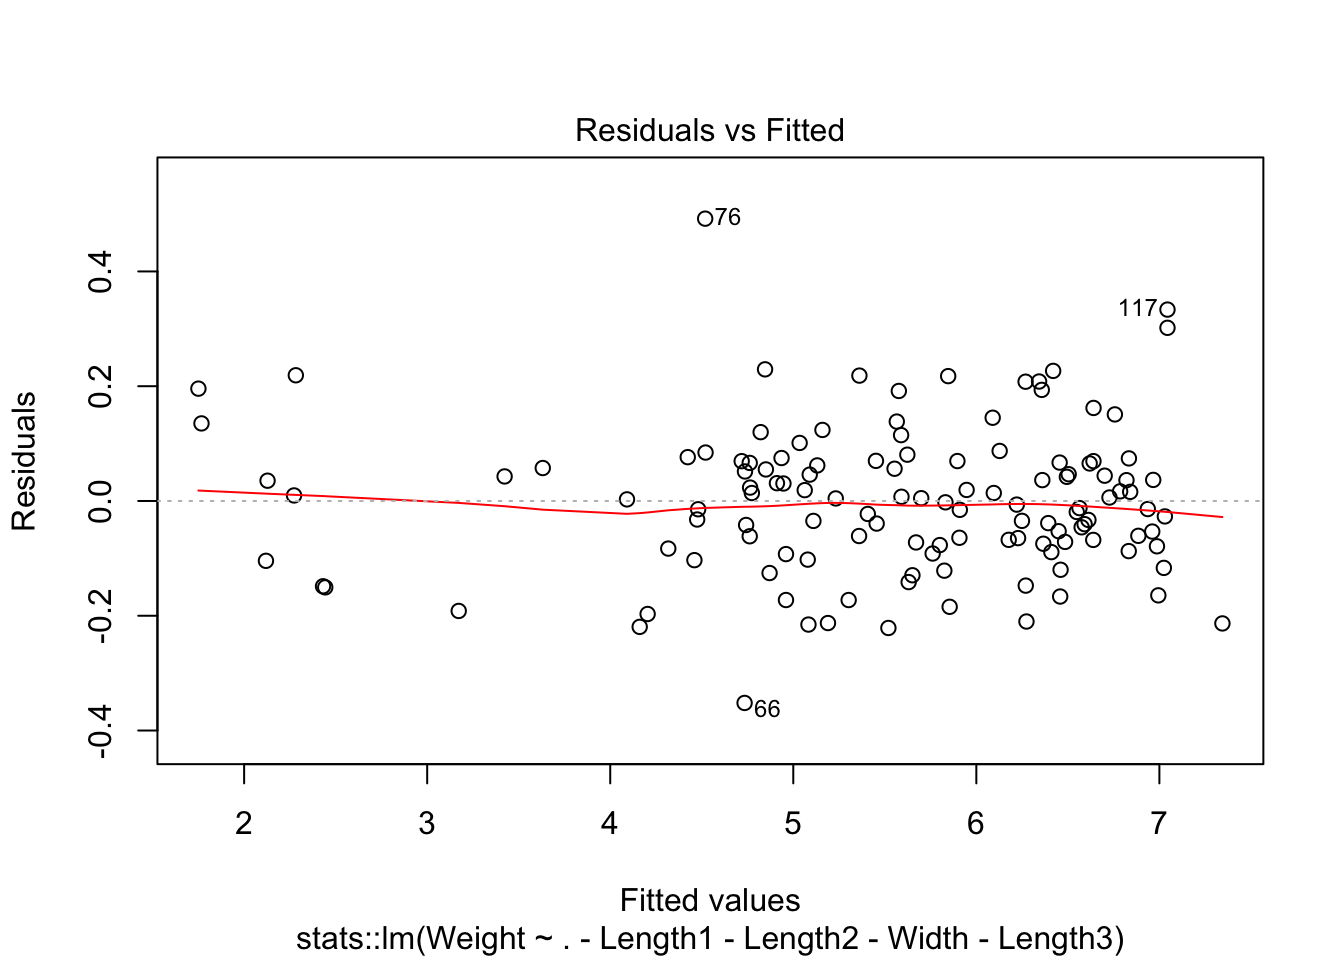 Residuals vs Fitted
76
117
66
Residuals
0.4
0.2
0.0
-0.2
-0.4
2 3 4 5 6 7
Fitted values
stats::lm(Weight ~ . - Length1 - Length2 - Width - Length3)